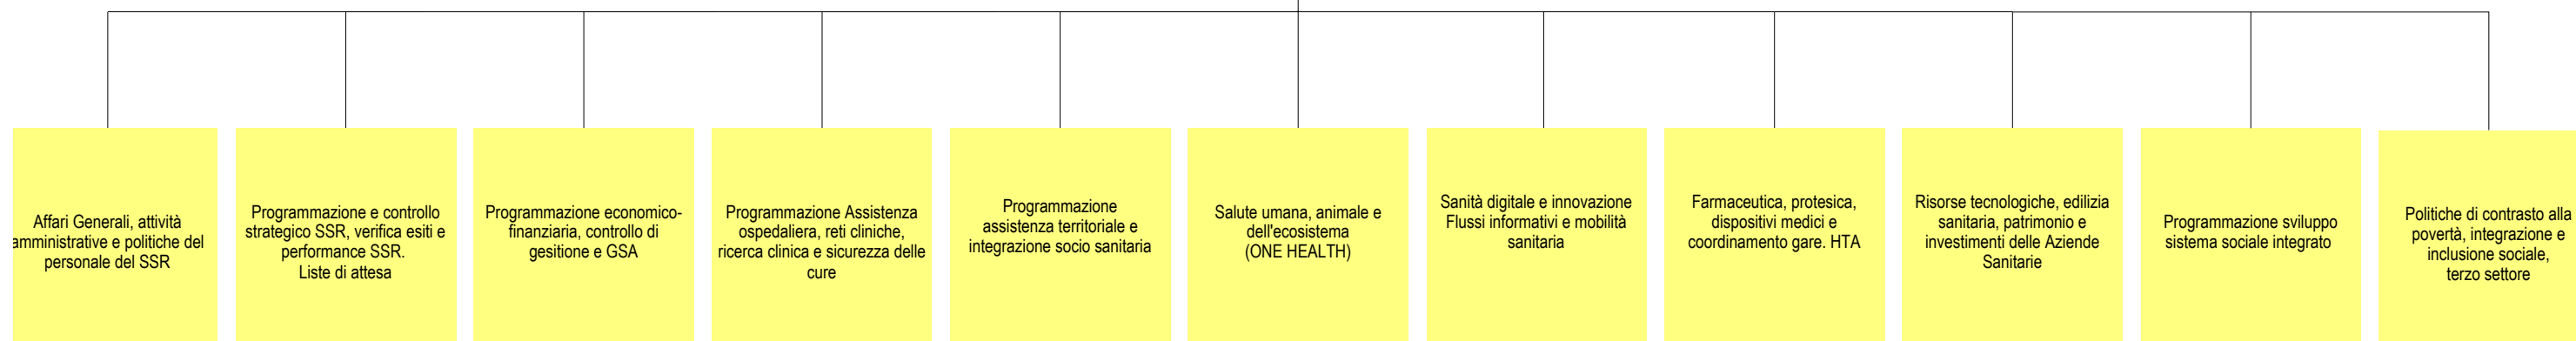 Affari Generali, attività
amministrative e politiche del
personale del SSR
Programmazione e controllo
strategico SSR, verifica esiti e
performance SSR.
Liste di attesa
Programmazione economico-
finanziaria, controllo di
gesitione e GSA
Programmazione Assistenza
ospedaliera, reti cliniche,
ricerca clinica e sicurezza delle
cure
Programmazione
assistenza territoriale e
integrazione socio sanitaria
Salute umana, animale e
dell'ecosistema
(ONE HEALTH)
Sanità digitale e innovazione
Flussi informativi e mobilità
sanitaria
Farmaceutica, protesica,
dispositivi medici e
coordinamento gare. HTA
Risorse tecnologiche, edilizia
sanitaria, patrimonio e
investimenti delle Aziende
Sanitarie
Programmazione sviluppo
sistema sociale integrato
Politiche di contrasto alla
povertà, integrazione e
inclusione sociale,
terzo settore